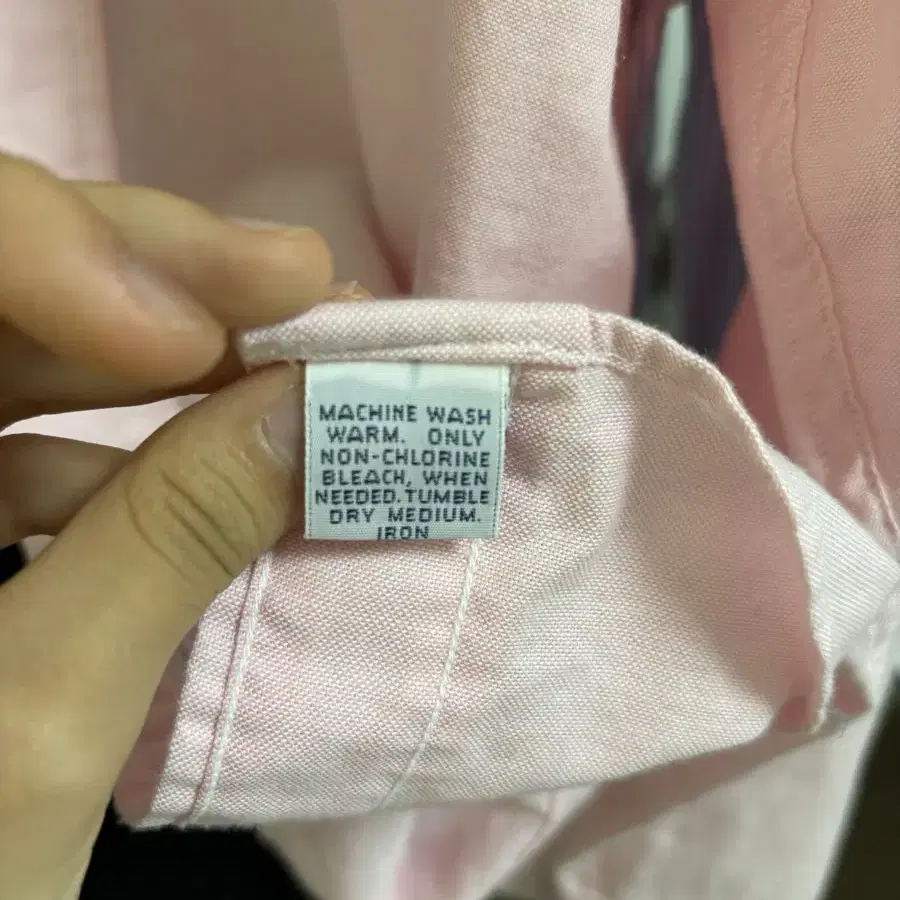 MACHINE WASH
WARM. ONLY
NON-CHLORINE
BLEACH, WHEN
NEEDED. TUMBLE
DRY MEDIUM.
IRON